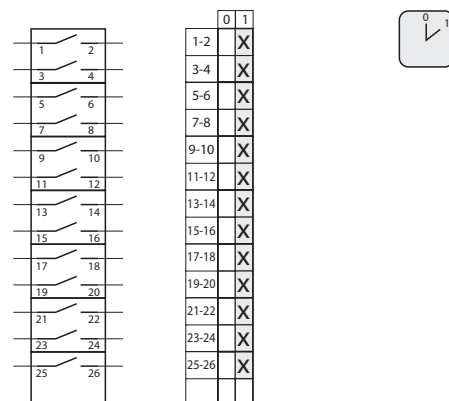 0 1
1 2
3 4
5 6
7 8
9 10
11 12
13 14
15 16
17 18
19 20
21 22
23 24
25 26
1-2 X
3-4 X
5-6 X
7-8 X
9-10 X
11-12 X
13-14 X
15-16 X
17-18 X
19-20 X
21-22 X
23-24 X
25-26 X
0 1